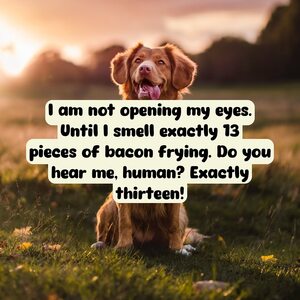 I am not opening my eyes.
Until I smell exactly 13
pieces of bacon frying. Do you
hear me, human? Exactly
thirteen!